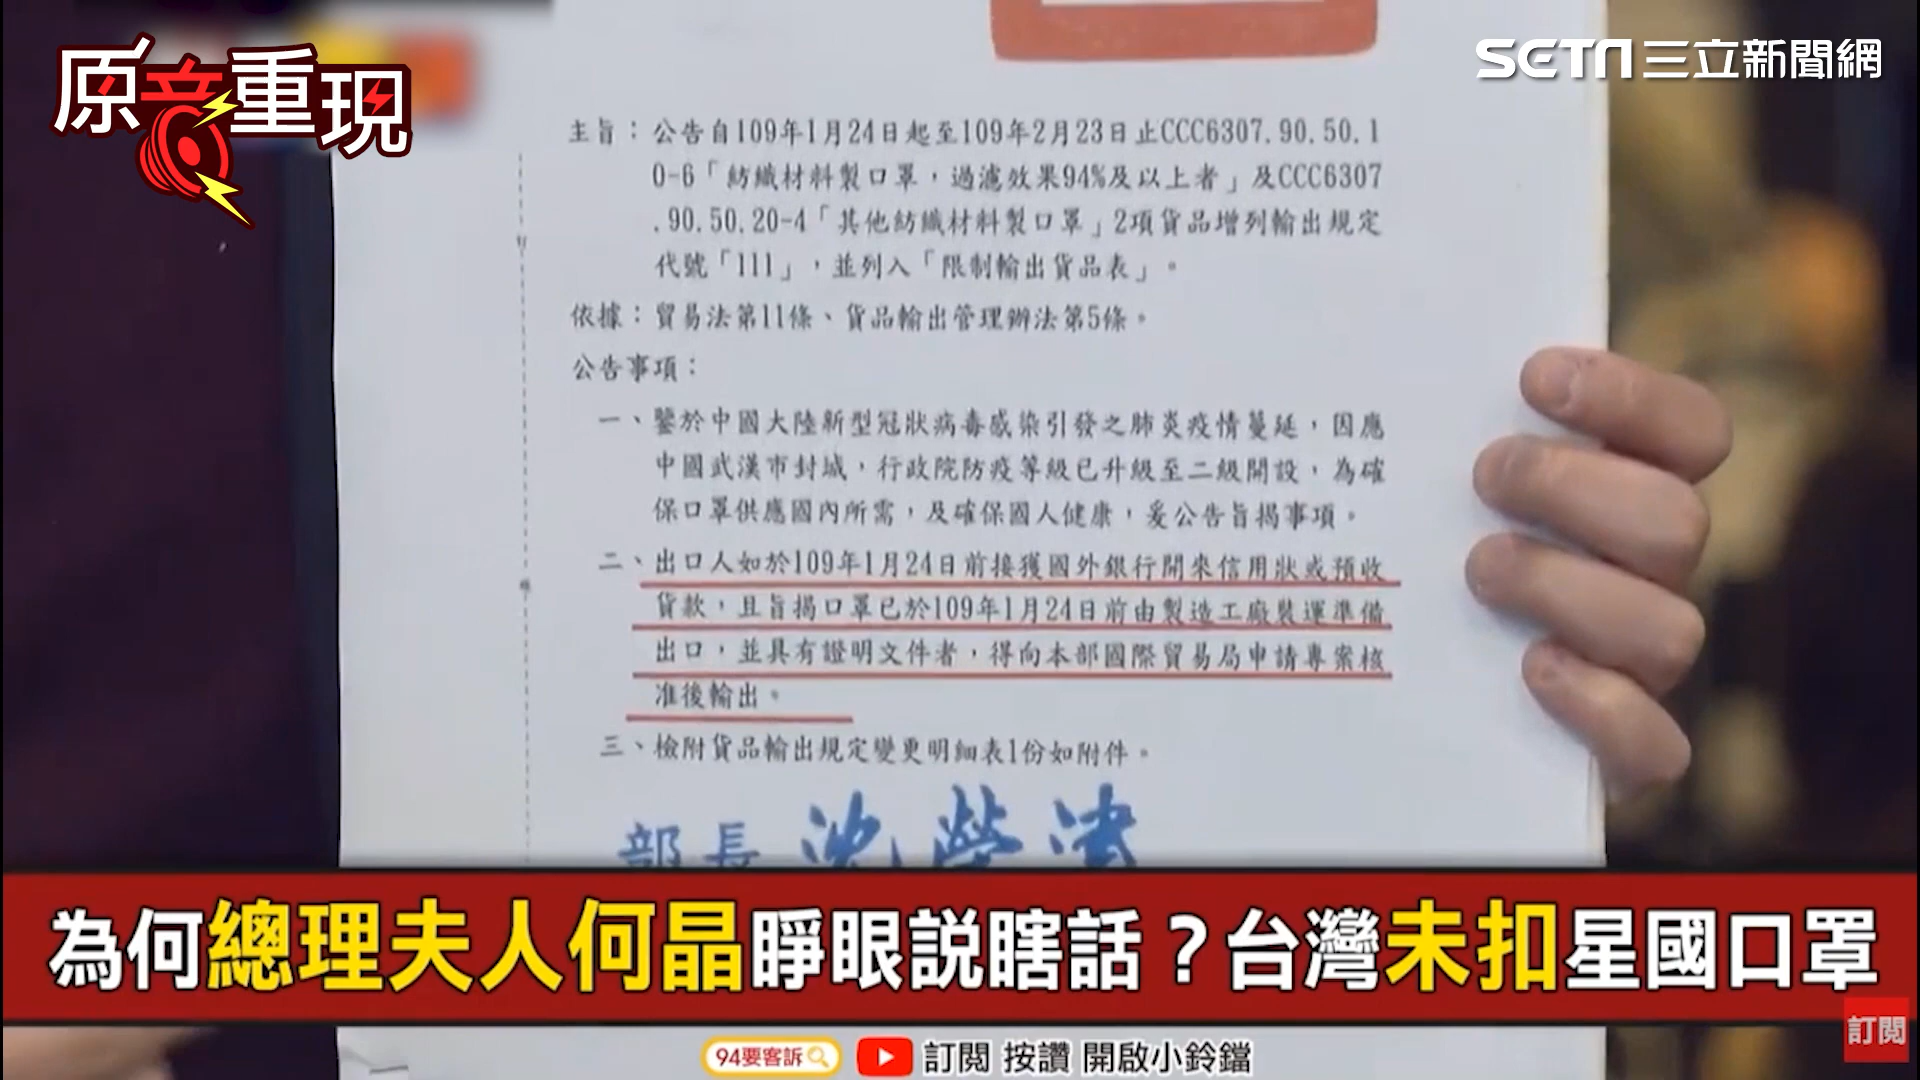 原音重現
SETN三立新聞網
主旨：公告自109年1月24日起至109年2月23日止CCC6307.90.50.1
0-6「紡織材料製口罩，過濾效果94%及以上者」及CCC6307
.90.50.20-4「其他紡織材料製口罩」2項貨品增列輸出規定
代號「111」，並列入「限制輸出貨品表」。
依據：貿易法第11條、貨品輸出管理辦法第5條。
公告事項：
一、鑒於中國大陸新型冠狀病毒感染引發之肺炎疫情蔓延，因應
中國武漢市封城，行政院防疫等級已升級至二級開設，為確
保口罩供應國內所需，及確保國人健康，爰公告旨揭事項。
二、出口人如於109年1月24日前接獲國外銀行開來信用狀或預收
貨款，且旨揭口罩已於109年1月24日前由製造工廠裝運準備
出口，並具有證明文件者，得向本部國際貿易局申請專案核
准後輸出。
三、檢附貨品輸出規定變更明細表1份如附件。
部長 沈榮津
為何總理夫人何晶睜眼説瞎話？台灣未扣星國口罩
訂閱
94要客訴 訂閱 按讚 開啟小鈴鐺